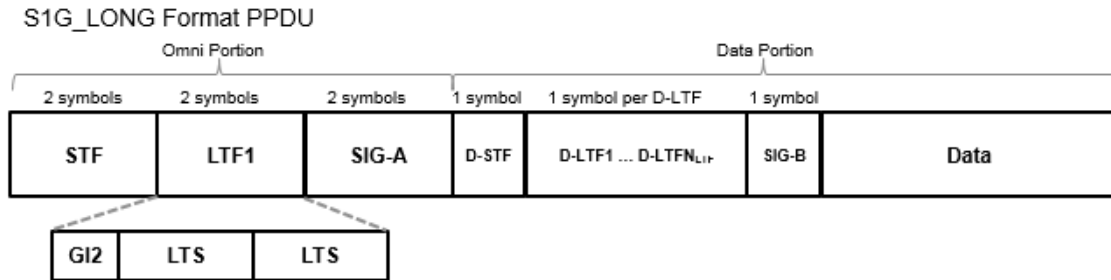 S1G_LONG Format PPDU
Omni Portion Data Portion
2 symbols 2 symbols 2 symbols 1 symbol 1 symbol per D-LTF 1 symbol
STF LTF1 SIG-A D-STF D-LTF1 ... D-LTFN_LTF SIG-B Data
GI2 LTS LTS